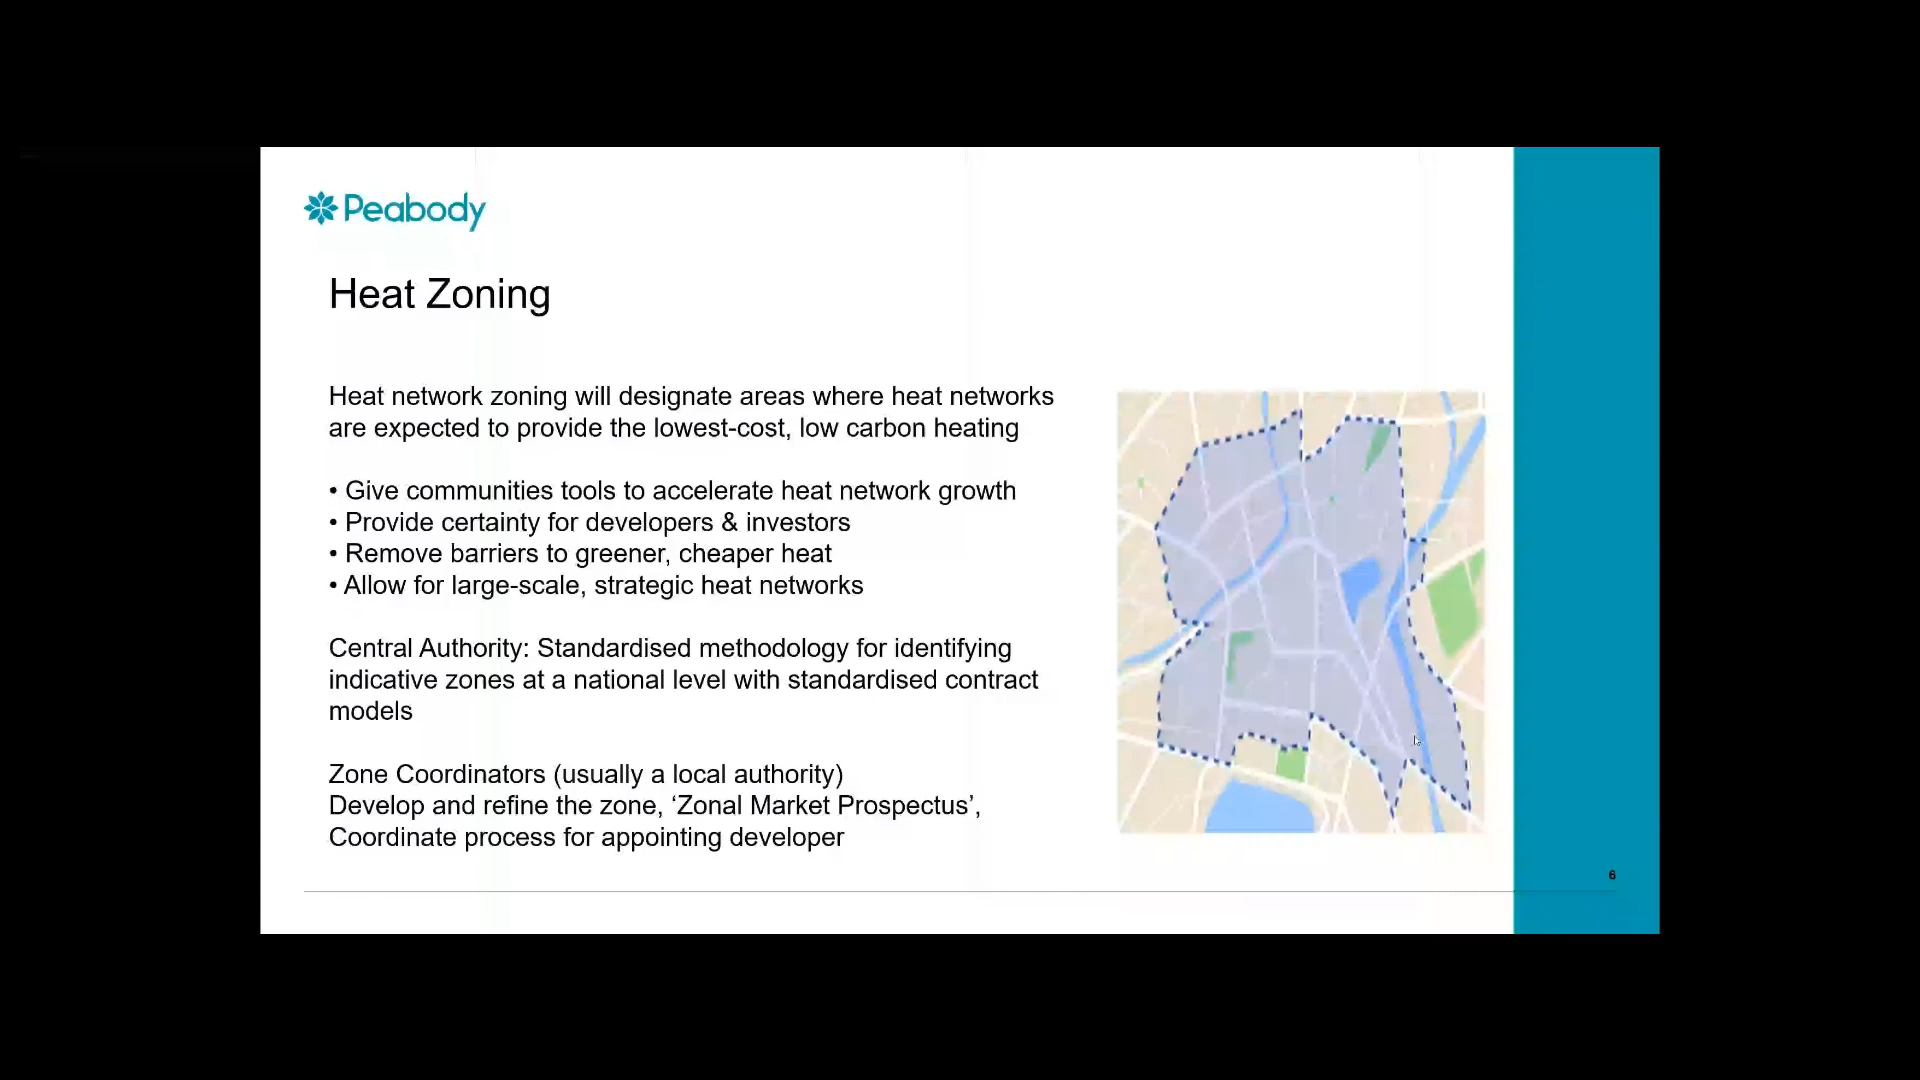 Peabody
Heat Zoning
Heat network zoning will designate areas where heat networks
are expected to provide the lowest-cost, low carbon heating
• Give communities tools to accelerate heat network growth
• Provide certainty for developers & investors
• Remove barriers to greener, cheaper heat
• Allow for large-scale, strategic heat networks
Central Authority: Standardised methodology for identifying
indicative zones at a national level with standardised contract
models
Zone Coordinators (usually a local authority)
Develop and refine the zone, ‘Zonal Market Prospectus’,
Coordinate process for appointing developer
6